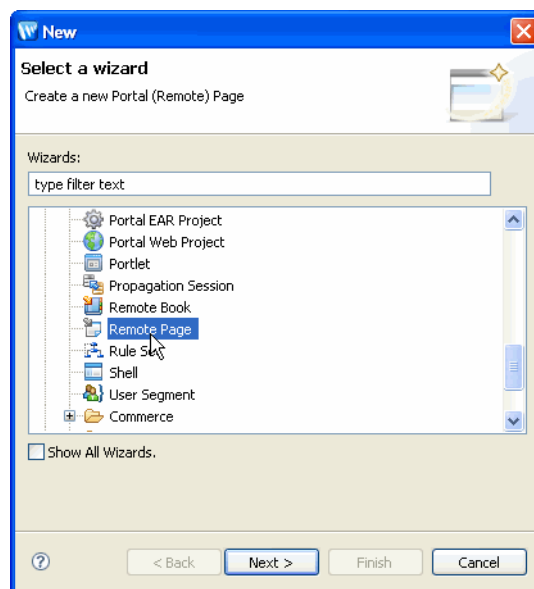 New
Select a wizard
Create a new Portal (Remote) Page
Wizards:
type filter text
Portal EAR Project
Portal Web Project
Portlet
Propagation Session
Remote Book
Remote Page
Rule Set
Shell
User Segment
Commerce
Show All Wizards.
< Back Next > Finish Cancel